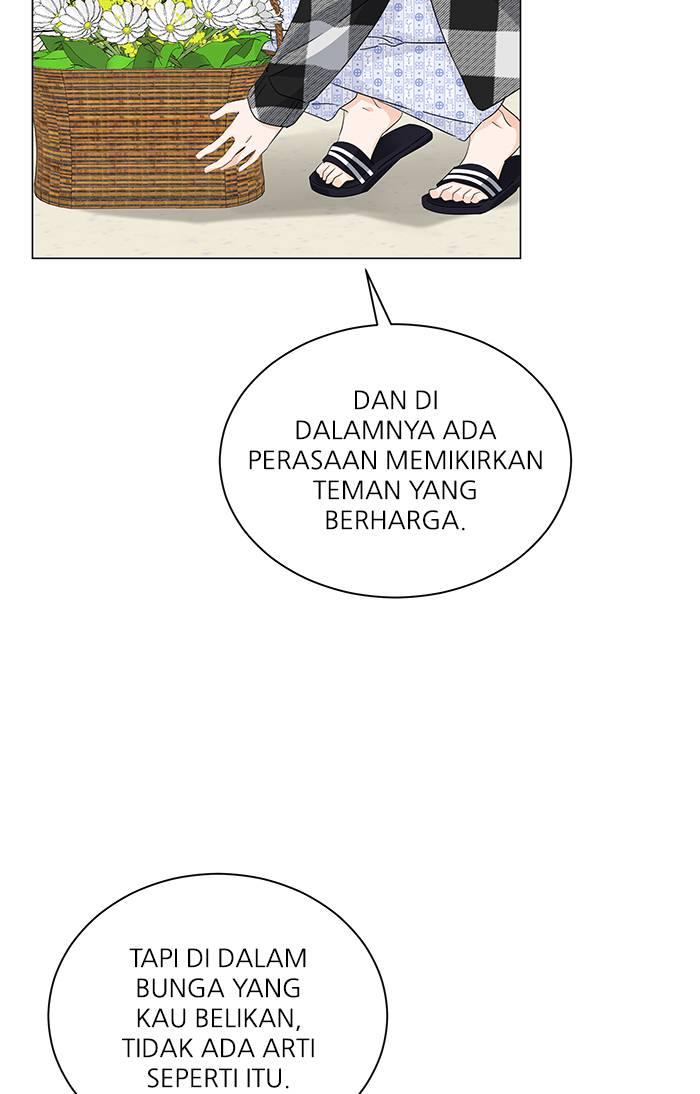 DAN DI
DALAMNYA ADA
PERASAAN MEMIKIRKAN
TEMAN YANG
BERHARGA.
TAPI DI DALAM
BUNGA YANG
KAU BELIKAN,
TIDAK ADA ARTI
SEPERTI ITU.